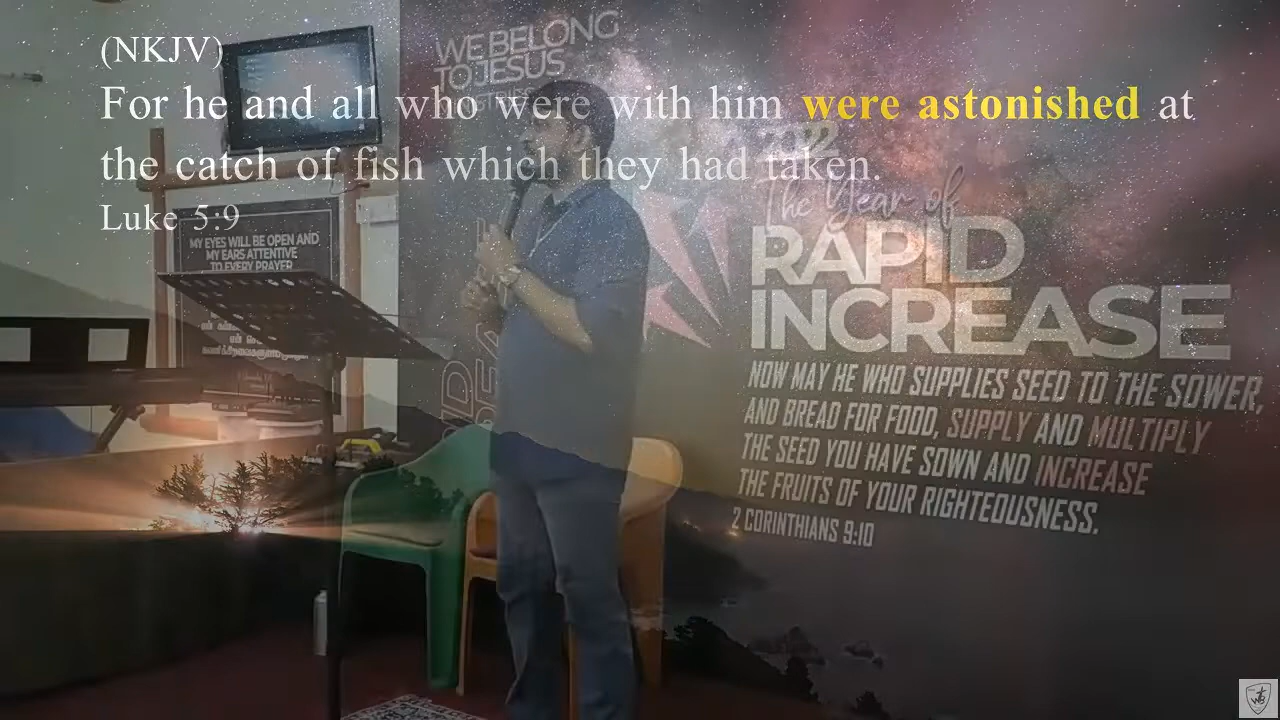 (NKJV)
For he and all who were with him were astonished at
the catch of fish which they had taken.
Luke 5:9
WE BELONG
TO JESUS
MY EYES WILL BE OPEN AND
MY EARS ATTENTIVE
TO EVERY PRAYER
2022
The Year of
RAPID
INCREASE
NOW MAY HE WHO SUPPLIES SEED TO THE SOWER,
AND BREAD FOR FOOD, SUPPLY AND MULTIPLY
THE SEED YOU HAVE SOWN AND INCREASE
THE FRUITS OF YOUR RIGHTEOUSNESS.
2 CORINTHIANS 9:10